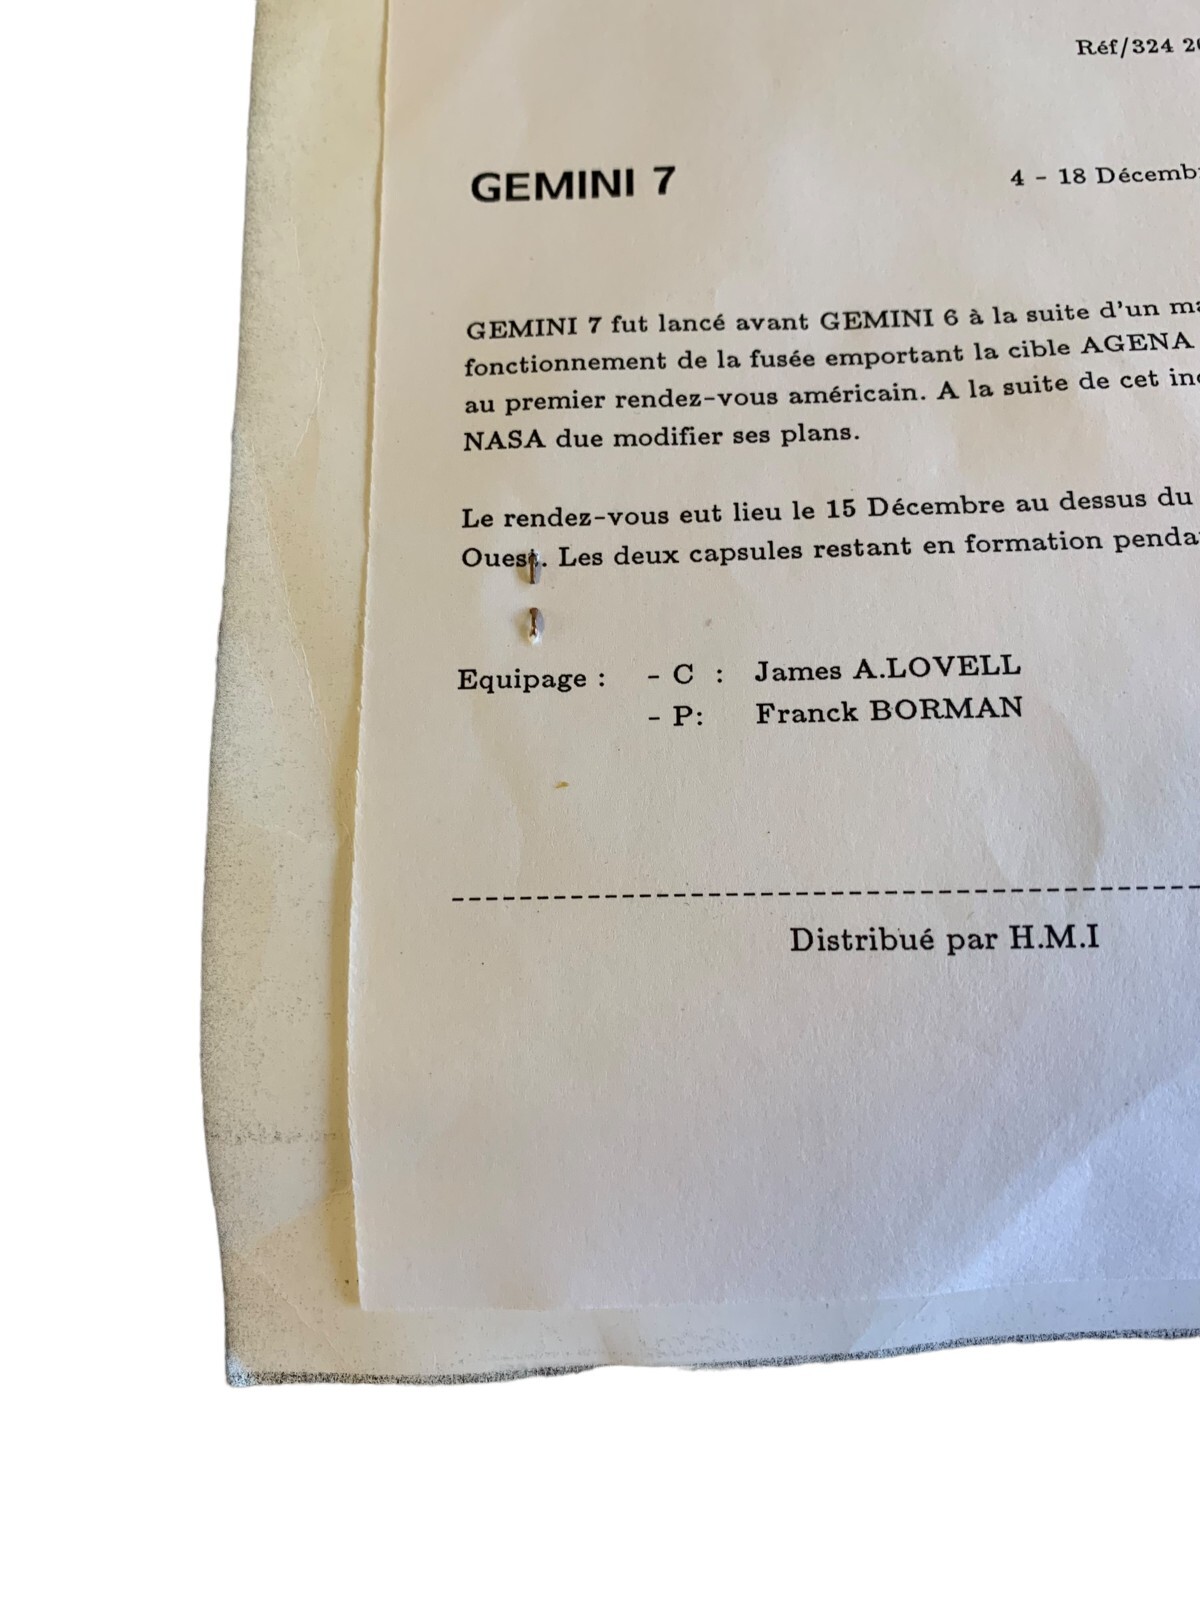 Réf/324
GEMINI 7
4 - 18
GEMINI 7 fut lancé avant GEMINI 6 à la suite d'un
fonctionnement de la fusée emportant la cible AGENA
au premier rendez-vous américain. A la suite de cet
NASA due modifier ses plans.
Le rendez-vous eut lieu le 15 Décembre au dessus du
Ouest. Les deux capsules restant en formation
Equipage : - C : James A.LOVELL
- P: Franck BORMAN
Distribué par H.M.I